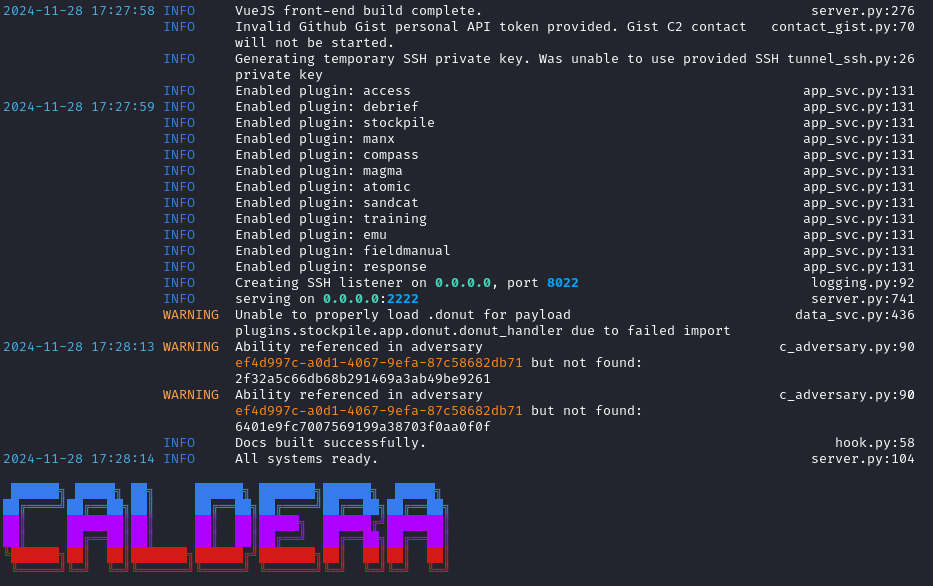 2024-11-28 17:27:58 INFO VueJS front-end build complete. server.py:276
INFO Invalid Github Gist personal API token provided. Gist C2 contact contact_gist.py:70
will not be started.
INFO Generating temporary SSH private key. Was unable to use provided SSH tunnel_ssh.py:26
private key
INFO Enabled plugin: access app_svc.py:131
2024-11-28 17:27:59 INFO Enabled plugin: debrief app_svc.py:131
INFO Enabled plugin: stockpile app_svc.py:131
INFO Enabled plugin: manx app_svc.py:131
INFO Enabled plugin: compass app_svc.py:131
INFO Enabled plugin: magma app_svc.py:131
INFO Enabled plugin: atomic app_svc.py:131
INFO Enabled plugin: sandcat app_svc.py:131
INFO Enabled plugin: training app_svc.py:131
INFO Enabled plugin: emu app_svc.py:131
INFO Enabled plugin: fieldmanual app_svc.py:131
INFO Enabled plugin: response app_svc.py:131
INFO Creating SSH listener on 0.0.0.0, port 8022 logging.py:92
INFO serving on 0.0.0.0:2222 server.py:741
WARNING Unable to properly load .donut for payload data_svc.py:436
plugins.stockpile.app.donut.donut_handler due to failed import
2024-11-28 17:28:13 WARNING Ability referenced in adversary c_adversary.py:90
ef4d997c-a0d1-4067-9efa-87c58682db71 but not found:
2f32a5c66db68b291469a3ab49be9261
WARNING Ability referenced in adversary c_adversary.py:90
ef4d997c-a0d1-4067-9efa-87c58682db71 but not found:
6401e9fc7007569199a38703f0aa0f0f
INFO Docs built successfully. hook.py:58
2024-11-28 17:28:14 INFO All systems ready. server.py:104
CALDERA